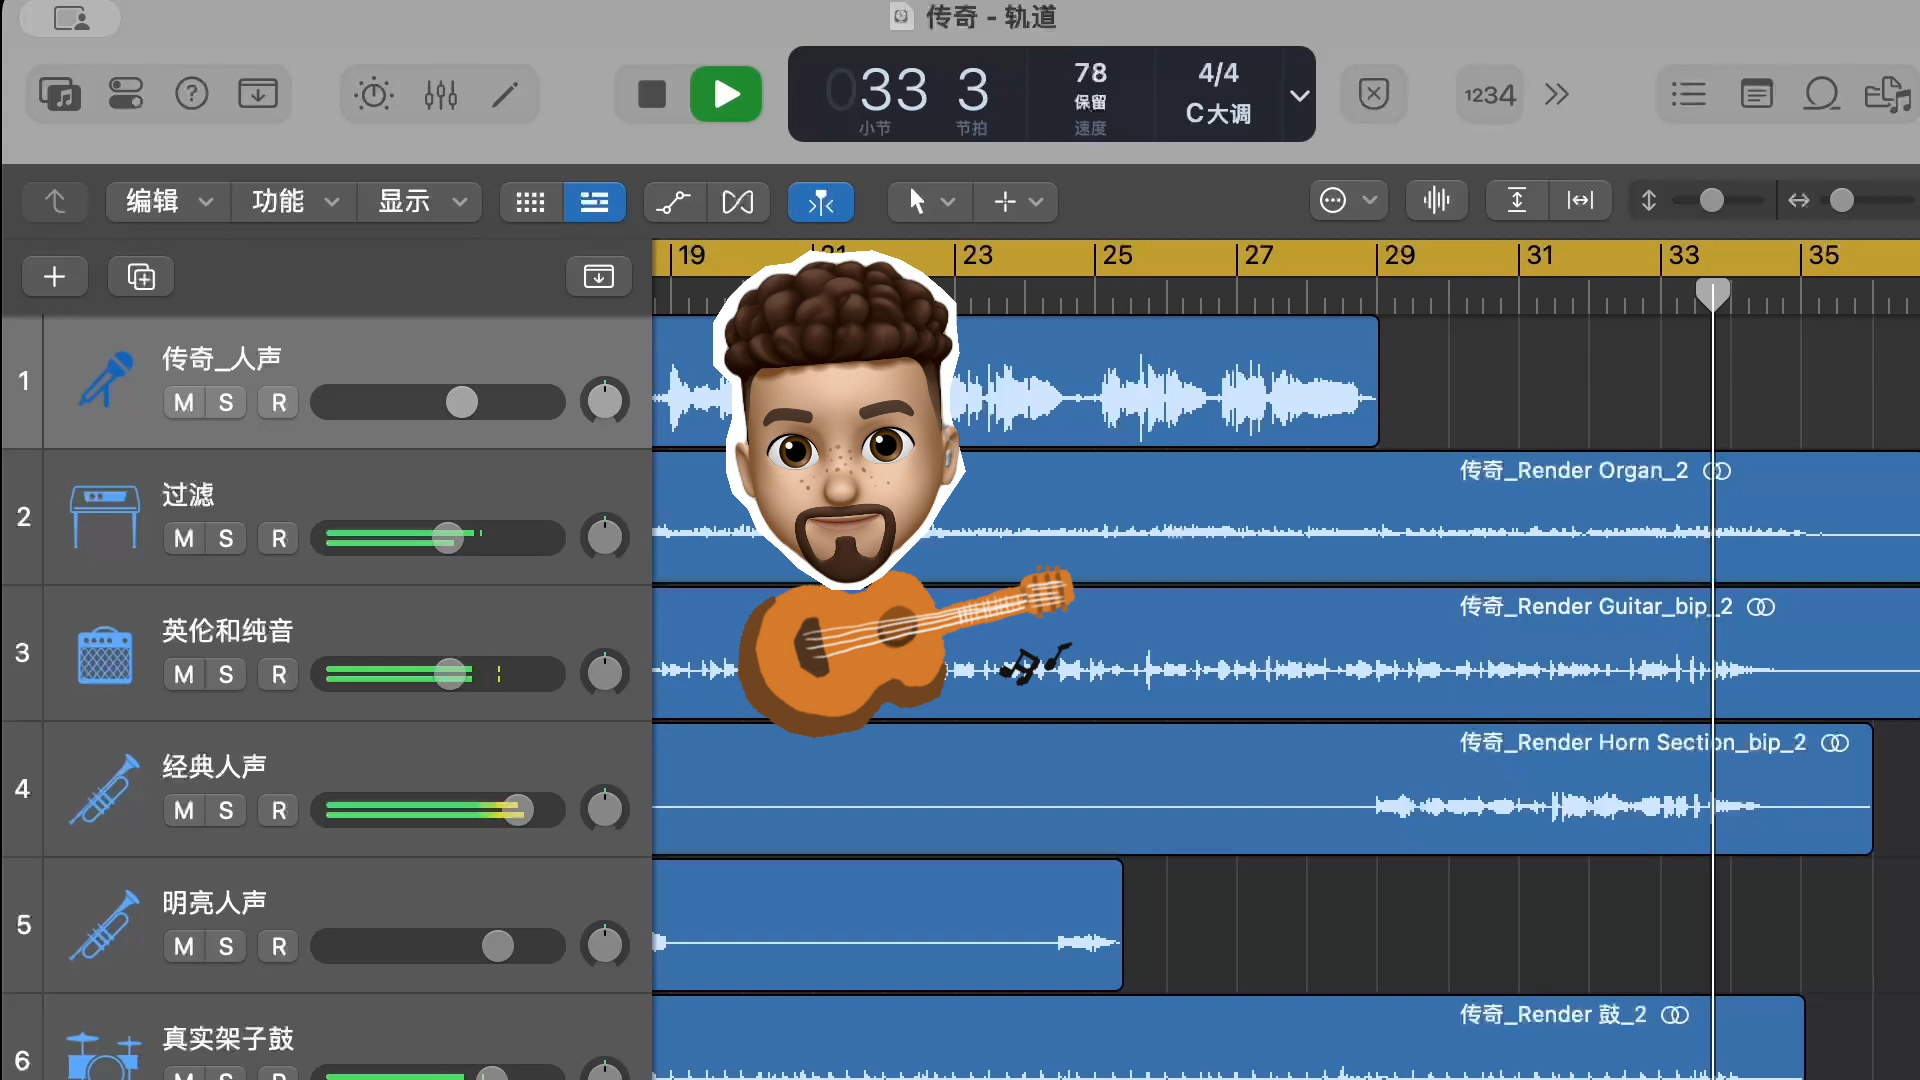 传奇 - 轨道
033 3
小节 节拍
78
保留
速度
4/4
C大调
1234
编辑 功能 显示
19 21 23 25 27 29 31 33 35
1 传奇_人声
M S R
2 过滤
M S R
传奇_Render Organ_2
3 英伦和纯音
M S R
传奇_Render Guitar_bip_2
4 经典人声
M S R
传奇_Render Horn Section_bip_2
5 明亮人声
M S R
6 真实架子鼓
M S R
传奇_Render 鼓_2